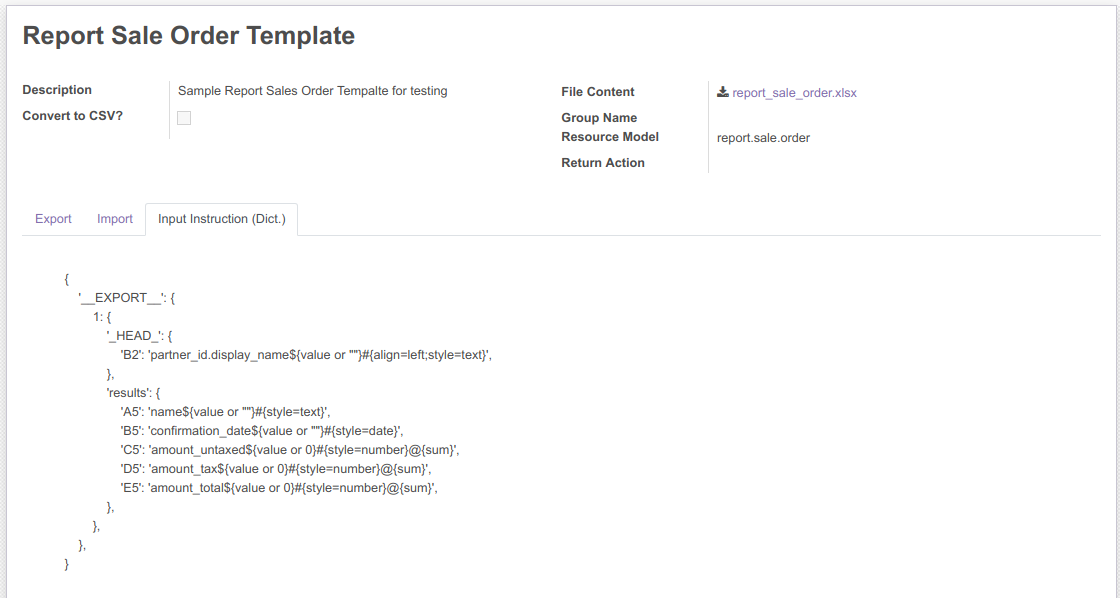 Report Sale Order Template
Description
Sample Report Sales Order Tempalte for testing
Convert to CSV?
File Content
report_sale_order.xlsx
Group Name
Resource Model
report.sale.order
Return Action
Export
Import
Input Instruction (Dict.)
{
'__EXPORT__': {
1: {
'_HEAD_': {
'B2': 'partner_id.display_name${value or ""}#{align=left;style=text}',
},
'results': {
'A5': 'name${value or ""}#{style=text}',
'B5': 'confirmation_date${value or ""}#{style=date}',
'C5': 'amount_untaxed${value or 0}#{style=number}@{sum}',
'D5': 'amount_tax${value or 0}#{style=number}@{sum}',
'E5': 'amount_total${value or 0}#{style=number}@{sum}',
},
},
},
}